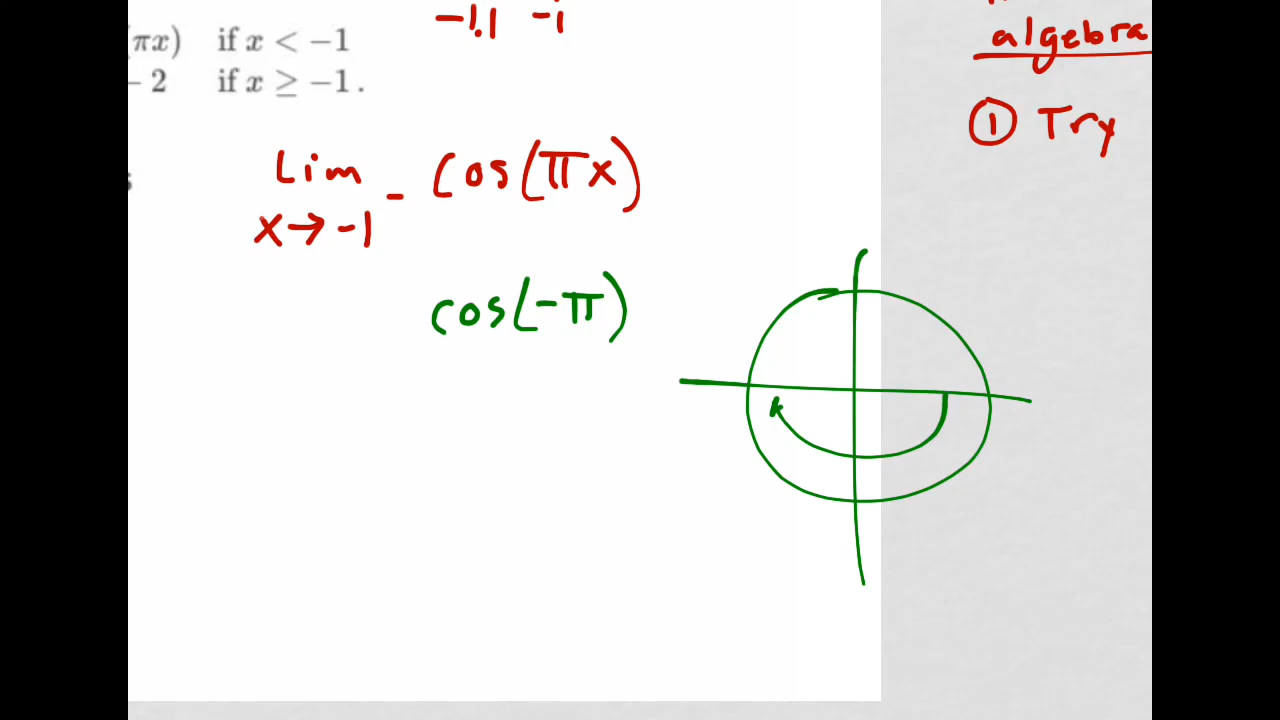 -1.1 -1
πx) if x < -1
- 2 if x ≥ -1 .
algebra
① Try
Lim x→-1⁻ cos(πx)
cos(-π)